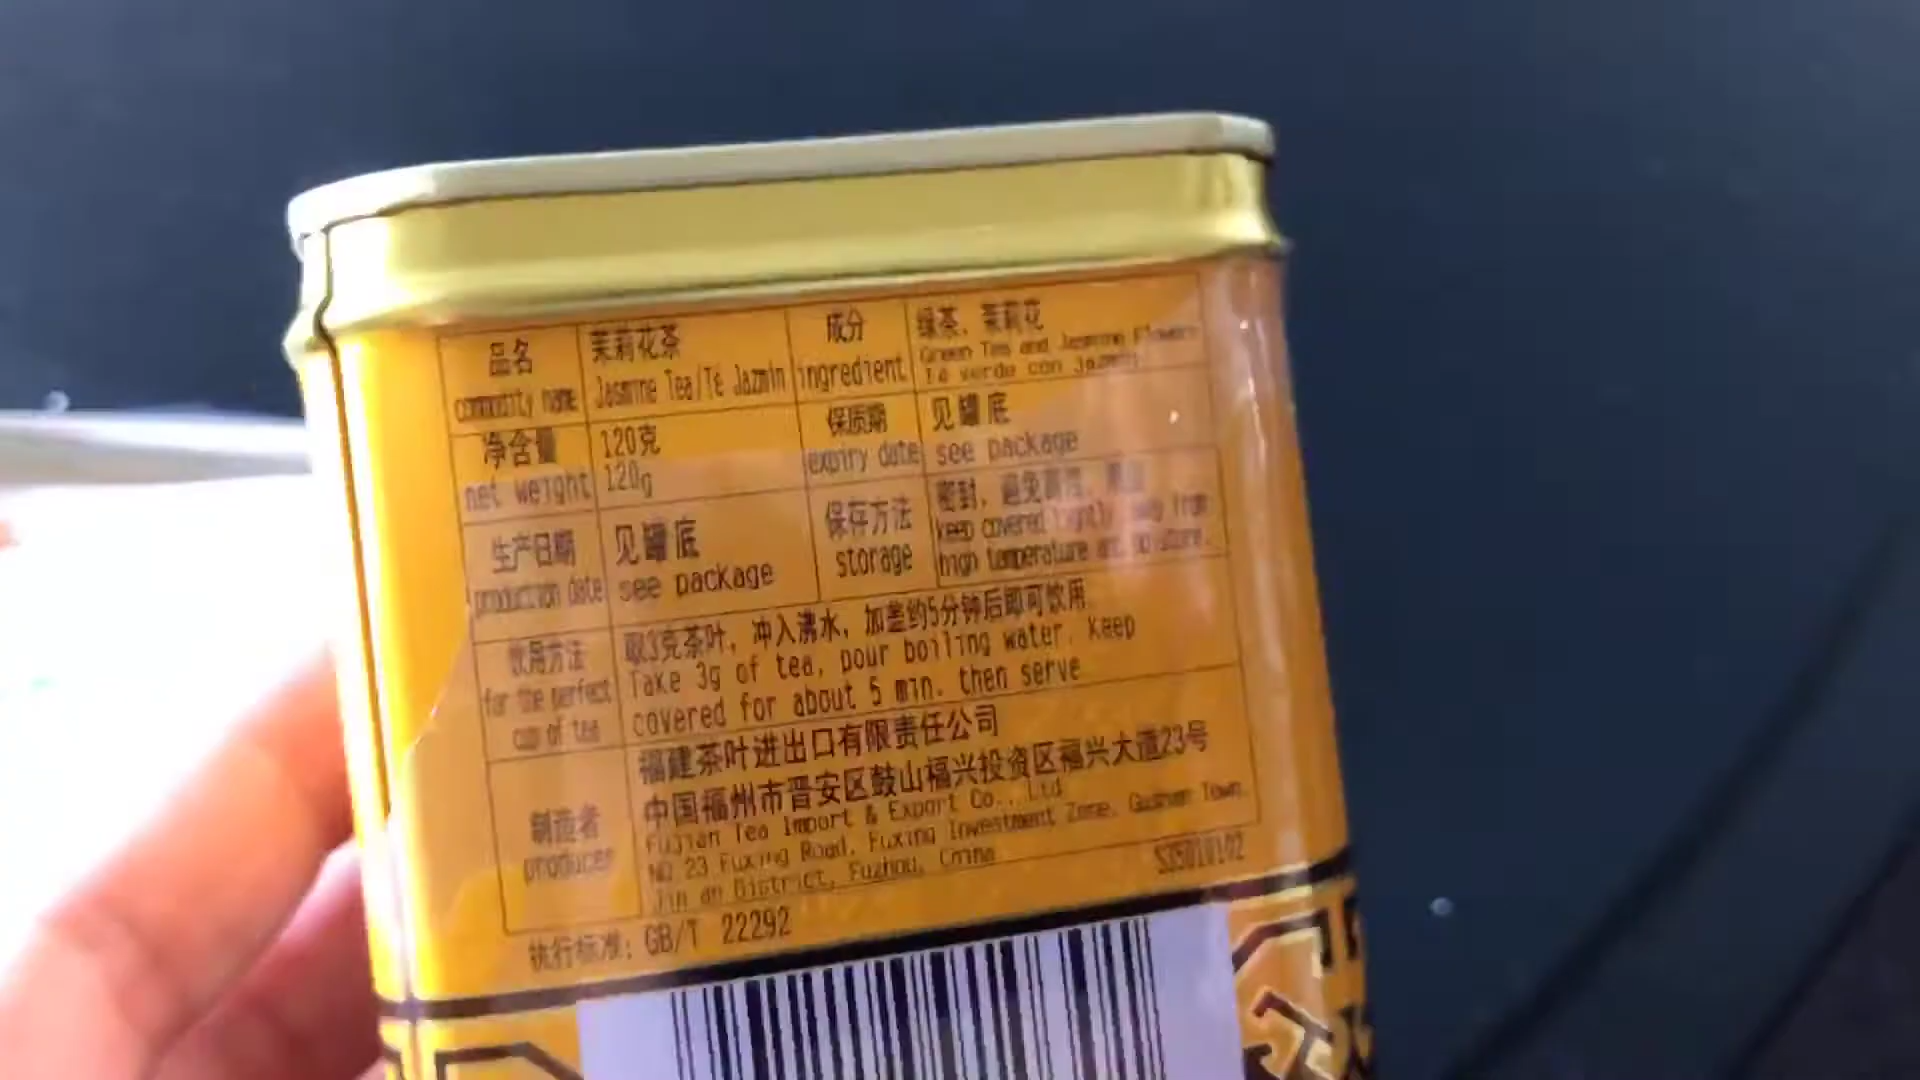 品名
commodity name
茉莉花茶
Jasmine Tea/Té Jazmín
成分
ingredient
绿茶、茉莉花
Green Tea and Jasmine Flowers
Té verde con Jazmín
净含量
net weight
120克
120g
保质期
expiry date
见罐底
see package
生产日期
production date
见罐底
see package
保存方法
storage
密封、避免高温、
keep covered tightly away from
high temperature and moisture.
饮用方法
for the perfect
cup of tea
取3克茶叶，冲入沸水，加盖约5分钟后即可饮用
Take 3g of tea, pour boiling water, keep
covered for about 5 min. then serve
制造者
producer
福建茶叶进出口有限责任公司
中国福州市晋安区鼓山福兴投资区福兴大道23号
Fujian Tea Import & Export Co., Ltd
NO 23 Fuxing Road, Fuxing Investment Zone, Gushan Town,
Jin an District, Fuzhou, China
S35010102
执行标准：GB/T 22292